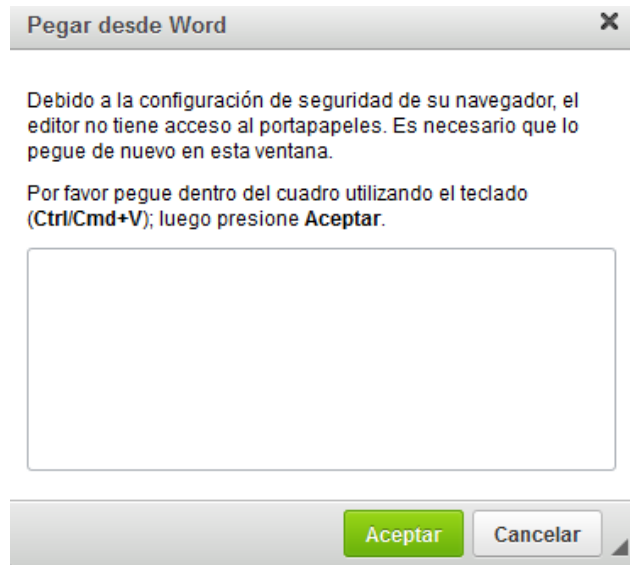 Pegar desde Word
Debido a la configuración de seguridad de su navegador, el
editor no tiene acceso al portapapeles. Es necesario que lo
pegue de nuevo en esta ventana.
Por favor pegue dentro del cuadro utilizando el teclado
(Ctrl/Cmd+V); luego presione Aceptar.
Aceptar
Cancelar